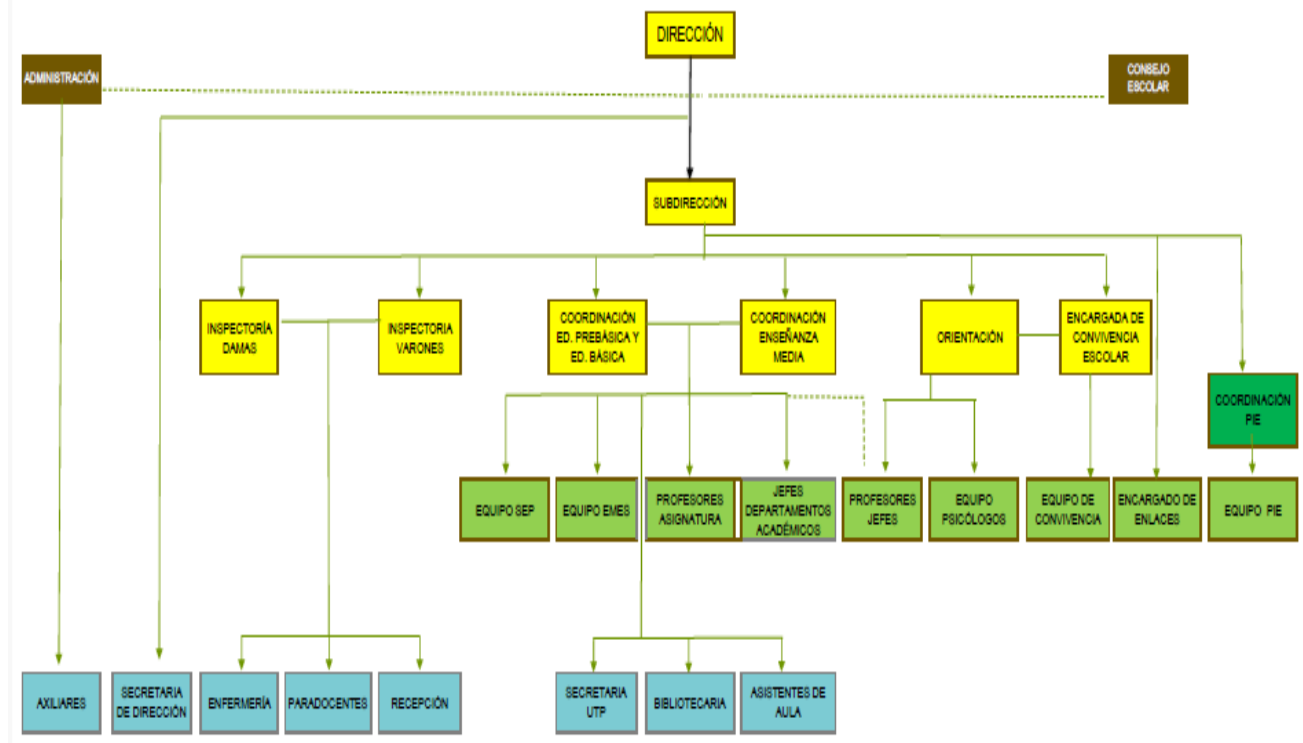 DIRECCIÓN
ADMINISTRACIÓN
CONSEJO
ESCOLAR
SUBDIRECCIÓN
INSPECTORÍA
DAMAS
INSPECTORIA
VARONES
COORDINACIÓN
ED. PREBÁSICA Y
ED. BÁSICA
COORDINACIÓN
ENSEÑANZA
MEDIA
ORIENTACIÓN
ENCARGADA DE
CONVIVENCIA
ESCOLAR
COORDINACIÓN
PIE
EQUIPO SEP
EQUIPO EMES
PROFESORES
ASIGNATURA
JEFES
DEPARTAMENTOS
ACADÉMICOS
PROFESORES
JEFES
EQUIPO
PSICÓLOGOS
EQUIPO DE
CONVIVENCIA
ENCARGADO DE
ENLACES
EQUIPO PIE
AXILIARES
SECRETARIA
DE DIRECCIÓN
ENFERMERÍA
PARADOCENTES
RECEPCIÓN
SECRETARIA
UTP
BIBLIOTECARIA
ASISTENTES DE
AULA